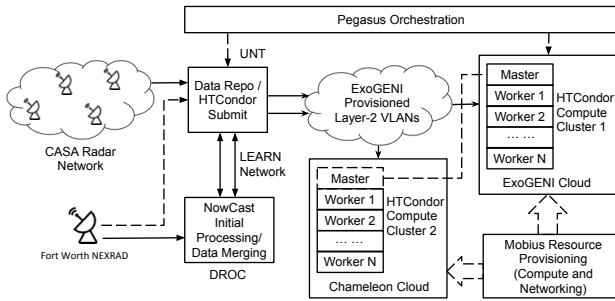 Pegasus Orchestration
UNT
Data Repo /
HTCondor
Submit
ExoGENI
Provisioned
Layer-2 VLANs
Master
Worker 1
Worker 2
... ...
Worker N
HTCondor
Compute
Cluster 1
ExoGENI Cloud
CASA Radar
Network
LEARN
Network
Master
Worker 1
Worker 2
... ...
Worker N
HTCondor
Compute
Cluster 2
Chameleon Cloud
NowCast
Initial
Processing/
Data Merging
DROC
Fort Worth NEXRAD
Mobius Resource
Provisioning
(Compute and
Networking)